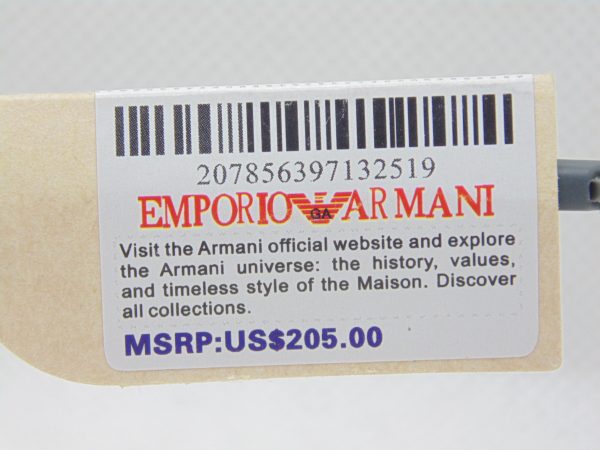 207856397132519
EMPORIO GA ARMANI
Visit the Armani official website and explore
the Armani universe: the history, values,
and timeless style of the Maison. Discover
all collections.
MSRP:US$205.00